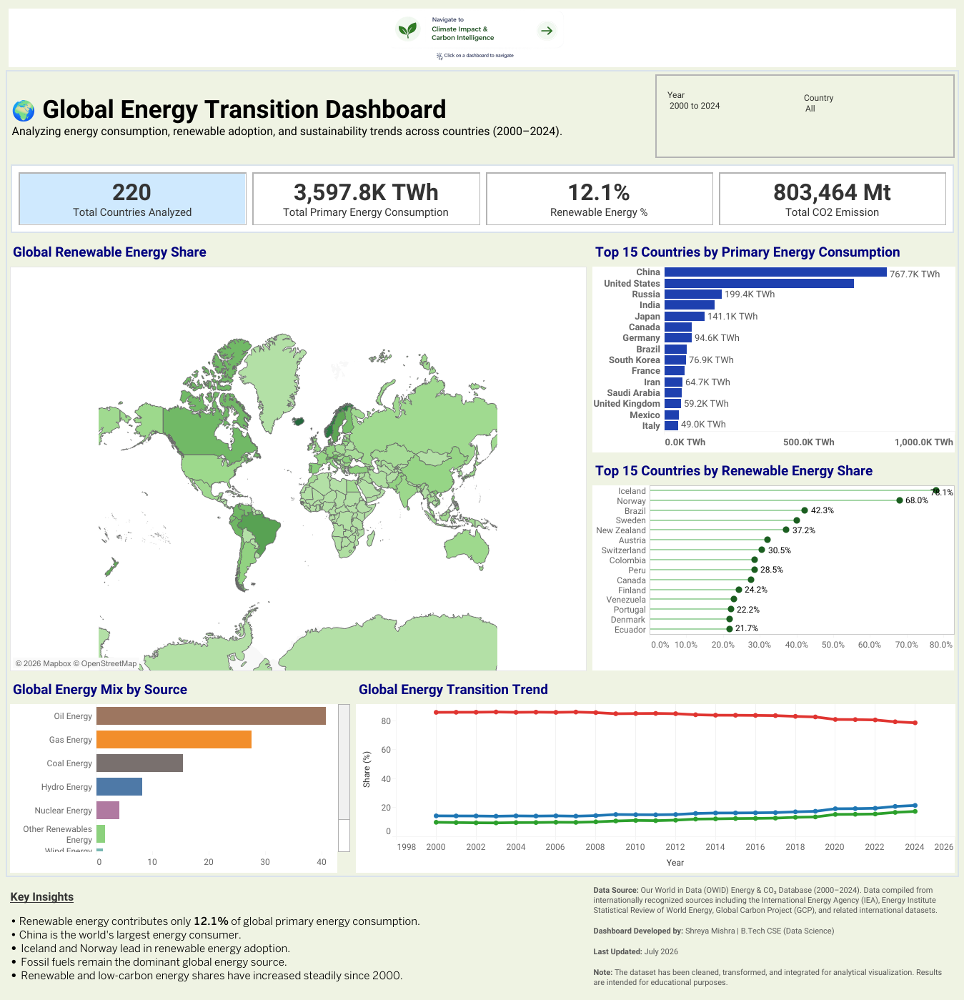 Navigate to
Climate Impact &
Carbon Intelligence
Click on a dashboard to navigate
Global Energy Transition Dashboard
Analyzing energy consumption, renewable adoption, and sustainability trends across countries (2000–2024).
Year
2000 to 2024
Country
All
220
Total Countries Analyzed
3,597.8K TWh
Total Primary Energy Consumption
12.1%
Renewable Energy %
803,464 Mt
Total CO2 Emission
Global Renewable Energy Share
© 2026 Mapbox © OpenStreetMap
Top 15 Countries by Primary Energy Consumption
China 767.7K TWh
United States
Russia 199.4K TWh
India
Japan 141.1K TWh
Canada
Germany 94.6K TWh
Brazil
South Korea 76.9K TWh
France
Iran 64.7K TWh
Saudi Arabia
United Kingdom 59.2K TWh
Mexico
Italy 49.0K TWh
0.0K TWh 500.0K TWh 1,000.0K TWh
Top 15 Countries by Renewable Energy Share
Iceland 78.1%
Norway 68.0%
Brazil 42.3%
Sweden
New Zealand 37.2%
Austria
Switzerland 30.5%
Colombia
Peru 28.5%
Canada
Finland 24.2%
Venezuela
Portugal 22.2%
Denmark
Ecuador 21.7%
0.0% 10.0% 20.0% 30.0% 40.0% 50.0% 60.0% 70.0% 80.0%
Global Energy Mix by Source
Oil Energy
Gas Energy
Coal Energy
Hydro Energy
Nuclear Energy
Other Renewables
Energy
Wind Energy
0 10 20 30 40
Global Energy Transition Trend
Share (%)
80
60
40
20
0
1998 2000 2002 2004 2006 2008 2010 2012 2014 2016 2018 2020 2022 2024 2026
Year
Key Insights
• Renewable energy contributes only 12.1% of global primary energy consumption.
• China is the world's largest energy consumer.
• Iceland and Norway lead in renewable energy adoption.
• Fossil fuels remain the dominant global energy source.
• Renewable and low-carbon energy shares have increased steadily since 2000.
Data Source: Our World in Data (OWID) Energy & CO₂ Database (2000–2024). Data compiled from
internationally recognized sources including the International Energy Agency (IEA), Energy Institute
Statistical Review of World Energy, Global Carbon Project (GCP), and related international datasets.
Dashboard Developed by: Shreya Mishra | B.Tech CSE (Data Science)
Last Updated: July 2026
Note: The dataset has been cleaned, transformed, and integrated for analytical visualization. Results
are intended for educational purposes.